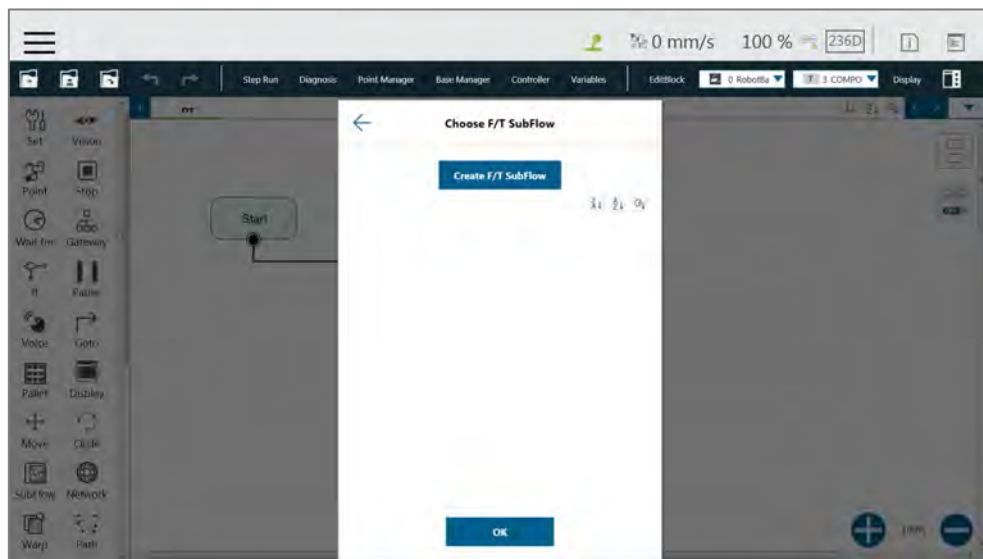 0 mm/s 100 % 236D
Step Run Diagnosis Point Manager Base Manager Controller Variables EditBlock 0 RobotBa T 3 COMPO Display
Choose F/T SubFlow
Create F/T SubFlow
Set Vision
Point Stop
Start
Wait for Gateway
If Pause
Voice Goto
Pallet Display
Move Circle
SubFlow Network
OK
Warp Path